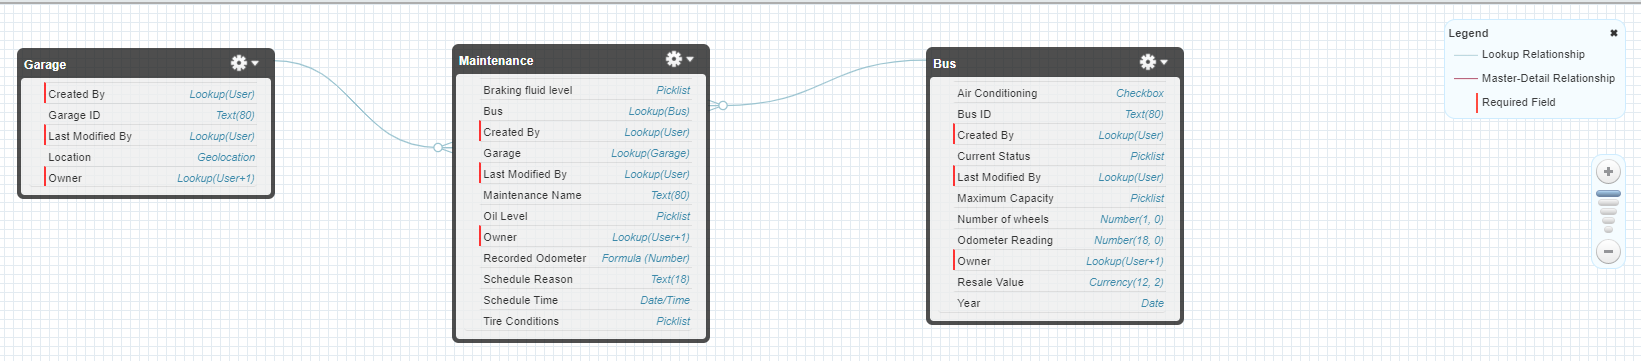 Garage
Created By Lookup(User)
Garage ID Text(80)
Last Modified By Lookup(User)
Location Geolocation
Owner Lookup(User+1)
Maintenance
Braking fluid level Picklist
Bus Lookup(Bus)
Created By Lookup(User)
Garage Lookup(Garage)
Last Modified By Lookup(User)
Maintenance Name Text(80)
Oil Level Picklist
Owner Lookup(User+1)
Recorded Odometer Formula (Number)
Schedule Reason Text(18)
Schedule Time Date/Time
Tire Conditions Picklist
Bus
Air Conditioning Checkbox
Bus ID Text(80)
Created By Lookup(User)
Current Status Picklist
Last Modified By Lookup(User)
Maximum Capacity Picklist
Number of wheels Number(1, 0)
Odometer Reading Number(18, 0)
Owner Lookup(User+1)
Resale Value Currency(12, 2)
Year Date
Legend
Lookup Relationship
Master-Detail Relationship
Required Field